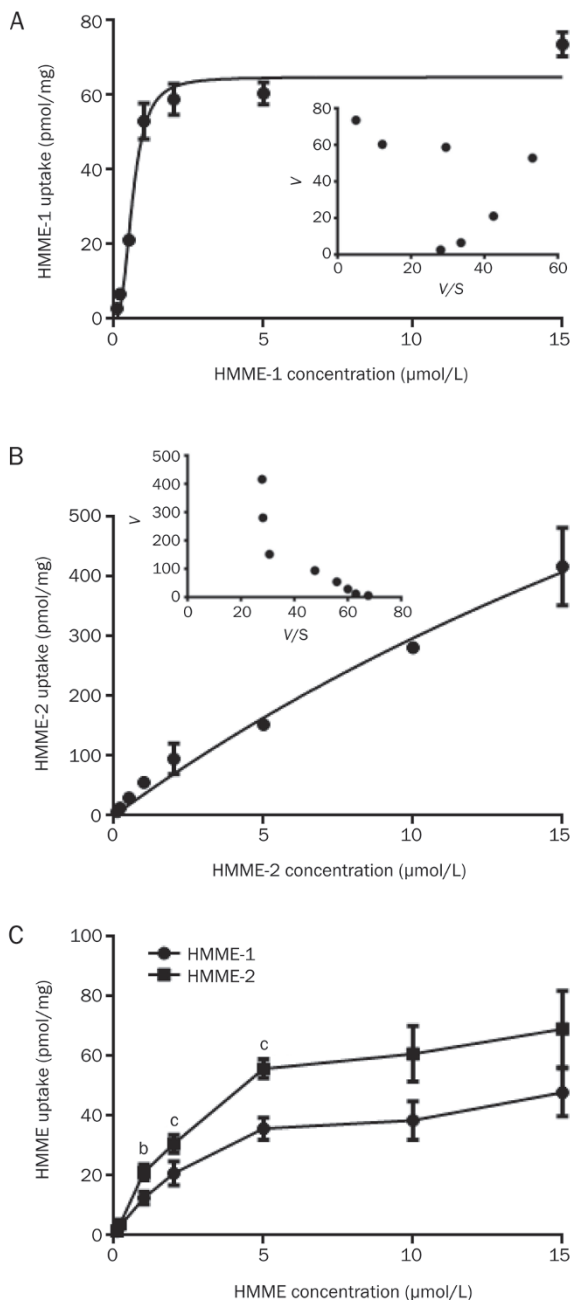 A
HMME-1 uptake (pmol/mg)
80
60
40
20
0
0
5
10
15
HMME-1 concentration (μmol/L)
V
80
60
40
20
0
0
20
40
60
V/S
B
HMME-2 uptake (pmol/mg)
500
400
300
200
100
0
0
5
10
15
HMME-2 concentration (μmol/L)
V
500
400
300
200
100
0
0
20
40
60
80
V/S
C
HMME uptake (pmol/mg)
100
80
60
40
20
0
HMME-1
HMME-2
b
c
c
0
5
10
15
HMME concentration (μmol/L)